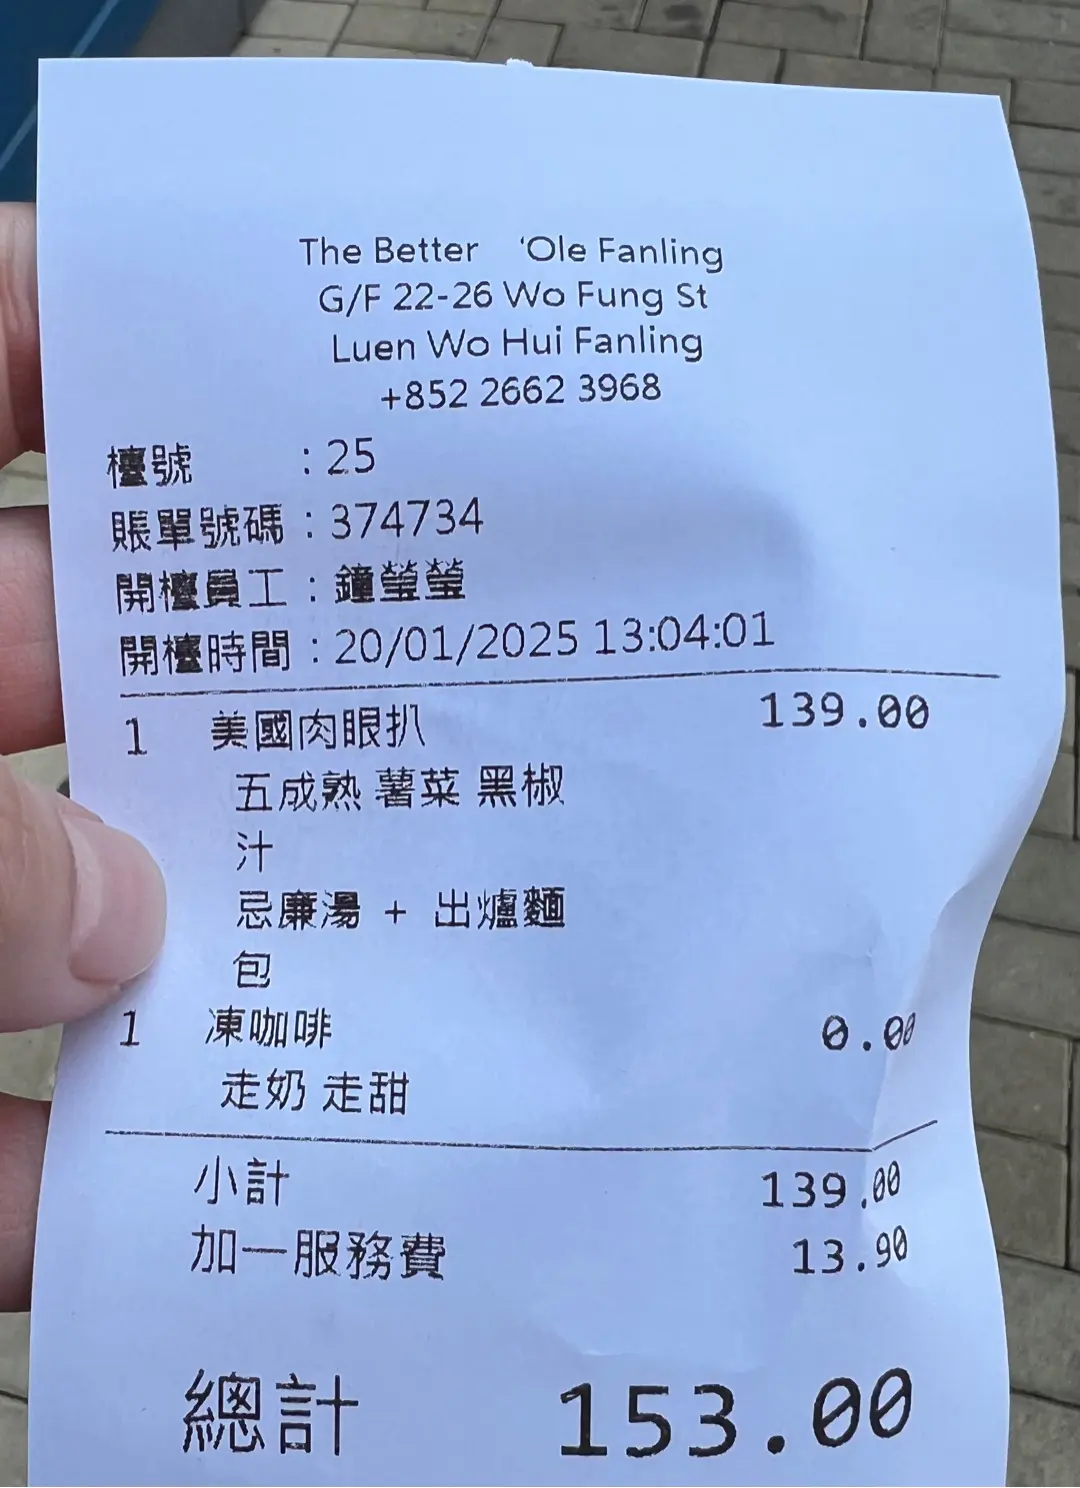 The Better 'Ole Fanling
G/F 22-26 Wo Fung St
Luen Wo Hui Fanling
+852 2662 3968
檯號 : 25
賬單號碼 : 374734
開檯員工 : 鐘瑩瑩
開檯時間 : 20/01/2025 13:04:01
1 美國肉眼扒 139.00
五成熟 薯菜 黑椒
汁
忌廉湯 + 出爐麵
包
1 凍咖啡 0.00
走奶 走甜
小計 139.00
加一服務費 13.90
總計 153.00